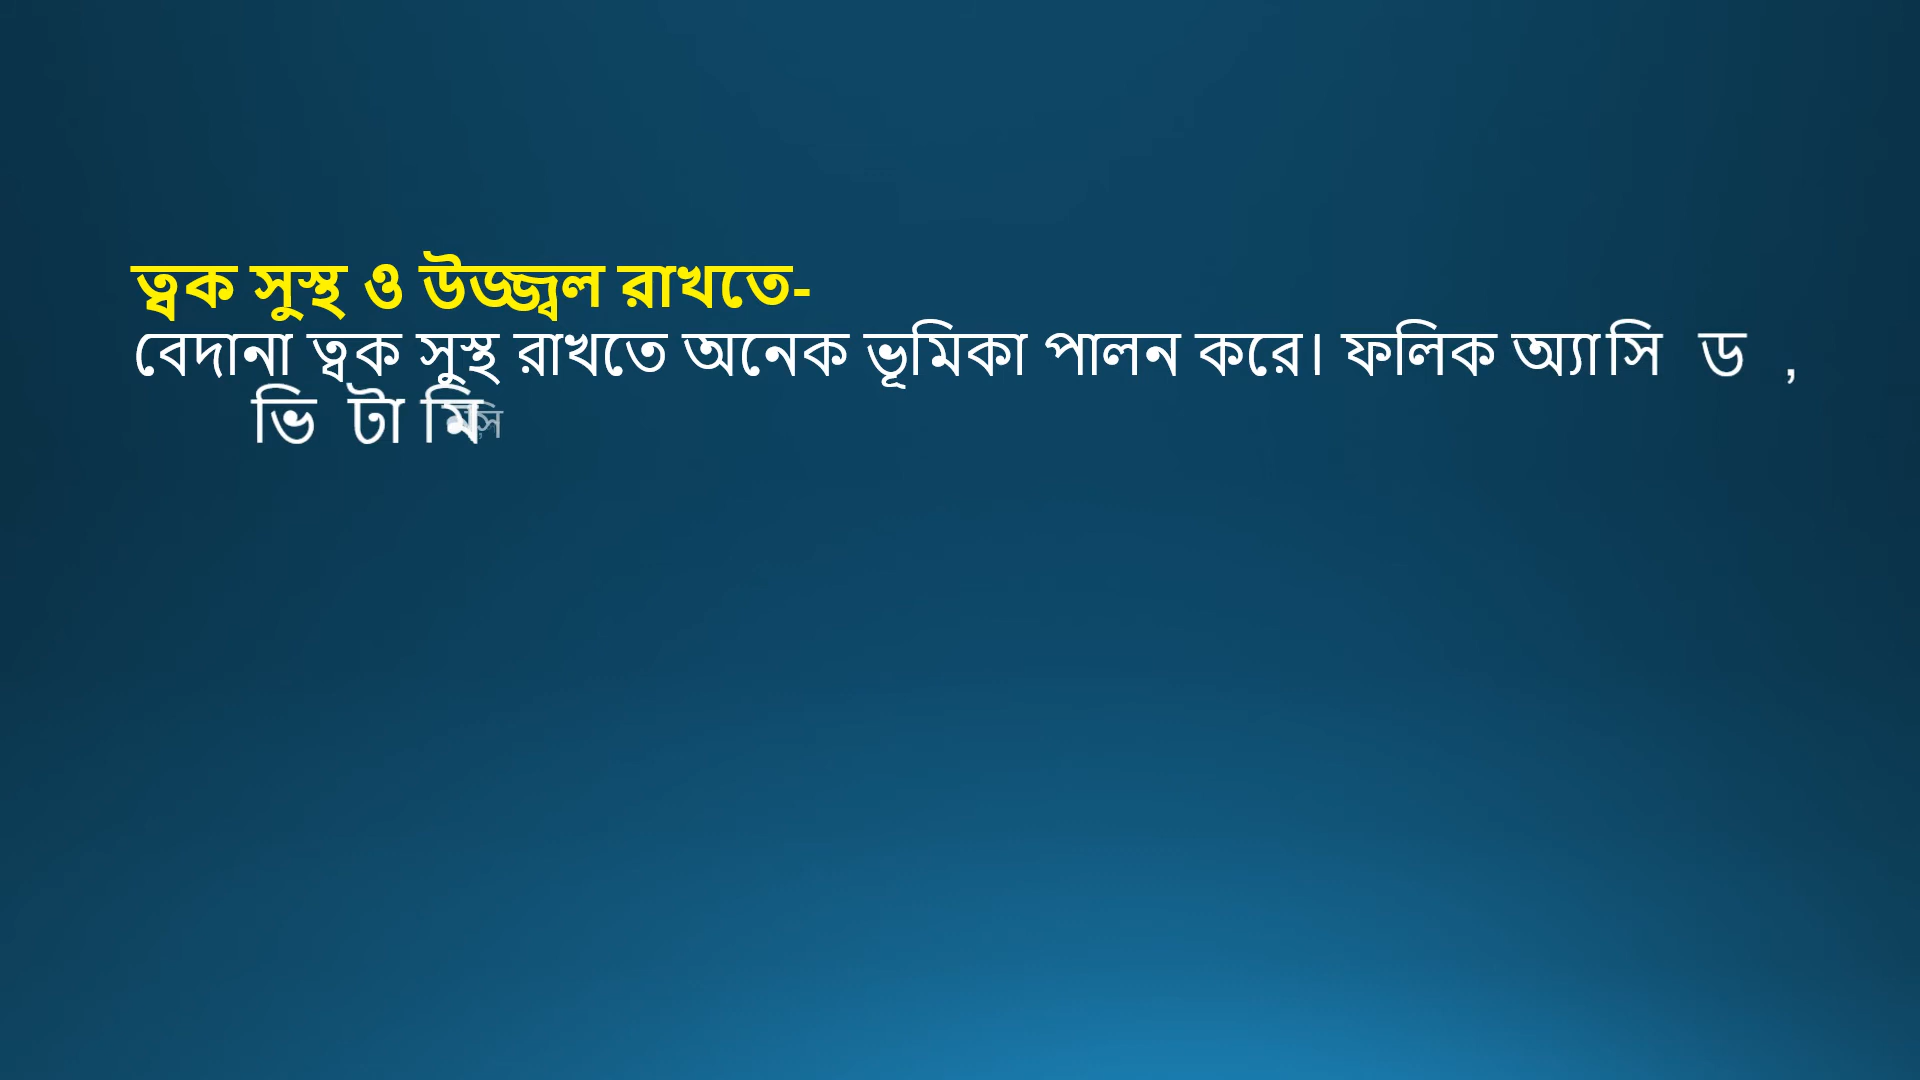 ত্বক সুস্থ ও উজ্জ্বল রাখতে-
বেদানা ত্বক সুস্থ রাখতে অনেক ভূমিকা পালন করে। ফলিক অ্যাসিড,
ভিটামি